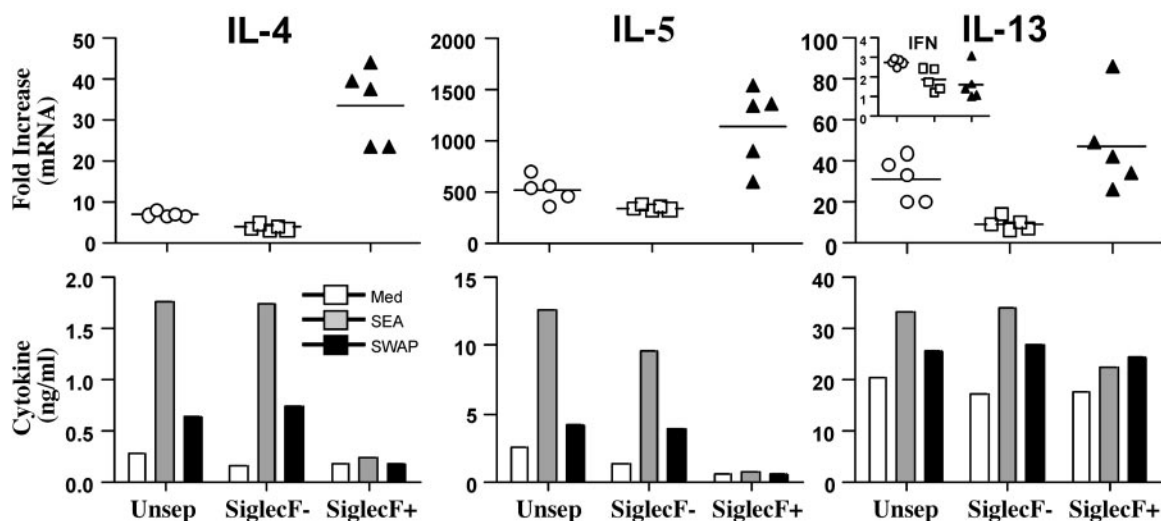 IL-4
IL-5
IL-13
Fold Increase
(mRNA)
50
40
30
20
10
0
2000
1500
1000
500
0
100
80
60
40
20
0
IFN
4
3
2
1
0
Cytokine
(ng/ml)
2.0
1.5
1.0
0.5
0.0
Med
SEA
SWAP
15
10
5
0
40
30
20
10
0
Unsep SiglecF- SiglecF+
Unsep SiglecF- SiglecF+
Unsep SiglecF- SiglecF+